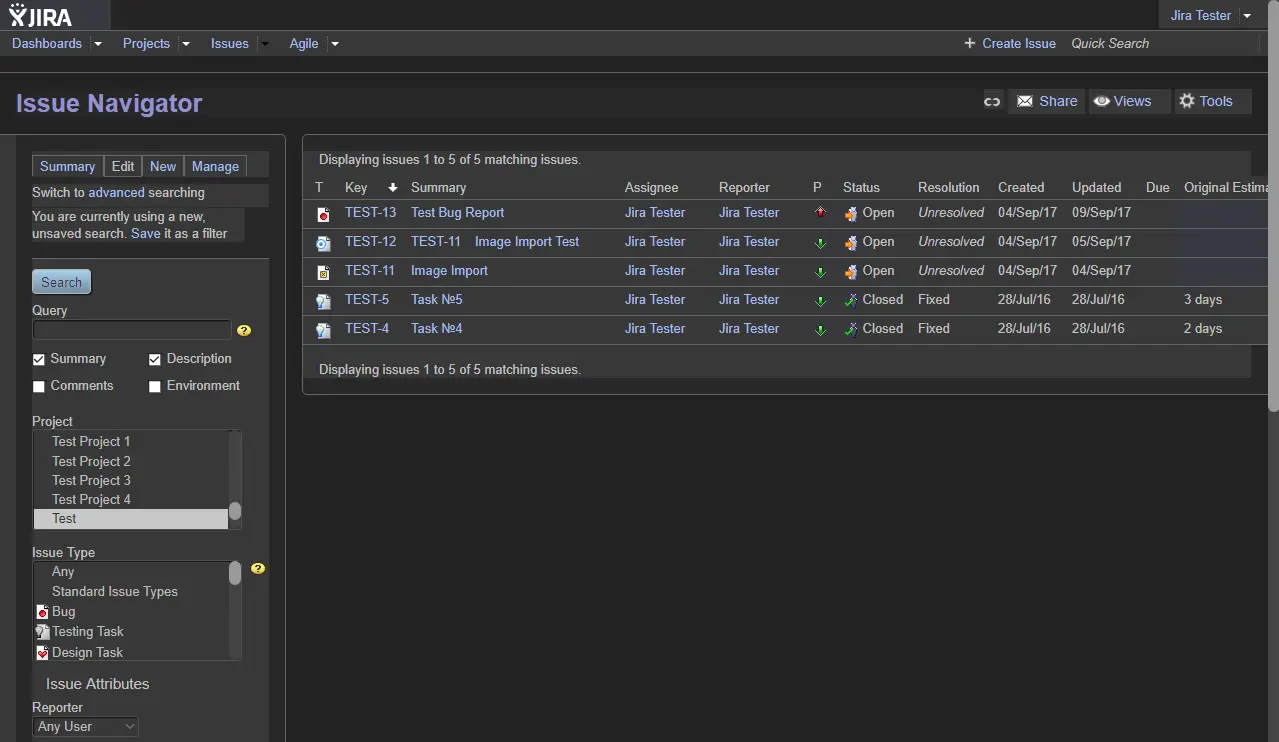 JIRA
Jira Tester
Dashboards Projects Issues Agile + Create Issue Quick Search
Issue Navigator
Share Views Tools
Summary Edit New Manage
Switch to advanced searching
You are currently using a new,
unsaved search. Save it as a filter
Search
Query
Summary Description
Comments Environment
Project
Test Project 1
Test Project 2
Test Project 3
Test Project 4
Test
Issue Type
Any
Standard Issue Types
Bug
Testing Task
Design Task
Issue Attributes
Reporter
Any User
Displaying issues 1 to 5 of 5 matching issues.
T Key Summary Assignee Reporter P Status Resolution Created Updated Due Original Estima
TEST-13 Test Bug Report Jira Tester Jira Tester Open Unresolved 04/Sep/17 09/Sep/17
TEST-12 TEST-11 Image Import Test Jira Tester Jira Tester Open Unresolved 04/Sep/17 05/Sep/17
TEST-11 Image Import Jira Tester Jira Tester Open Unresolved 04/Sep/17 04/Sep/17
TEST-5 Task №5 Jira Tester Jira Tester Closed Fixed 28/Jul/16 28/Jul/16 3 days
TEST-4 Task №4 Jira Tester Jira Tester Closed Fixed 28/Jul/16 28/Jul/16 2 days
Displaying issues 1 to 5 of 5 matching issues.